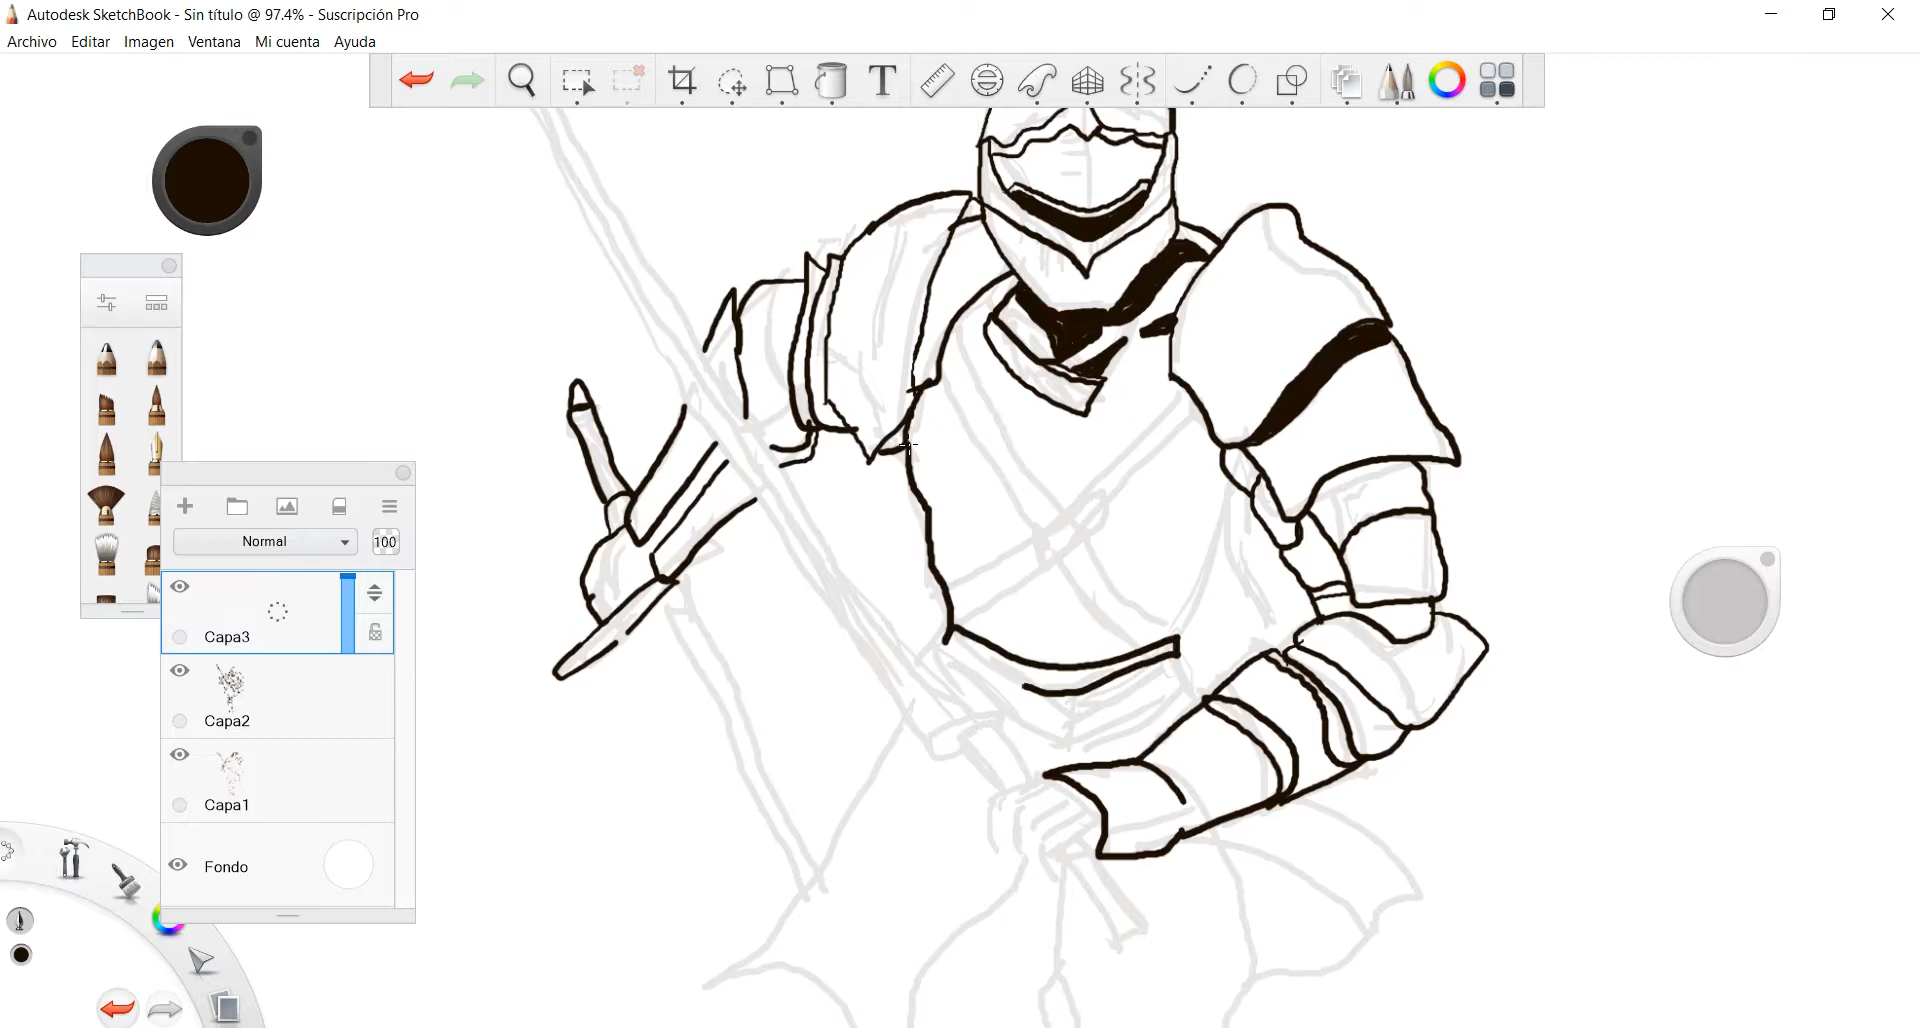 Autodesk SketchBook - Sin título @ 97.4% - Suscripción Pro
Archivo Editar Imagen Ventana Mi cuenta Ayuda
T
Normal 100
Capa3
Capa2
Capa1
Fondo